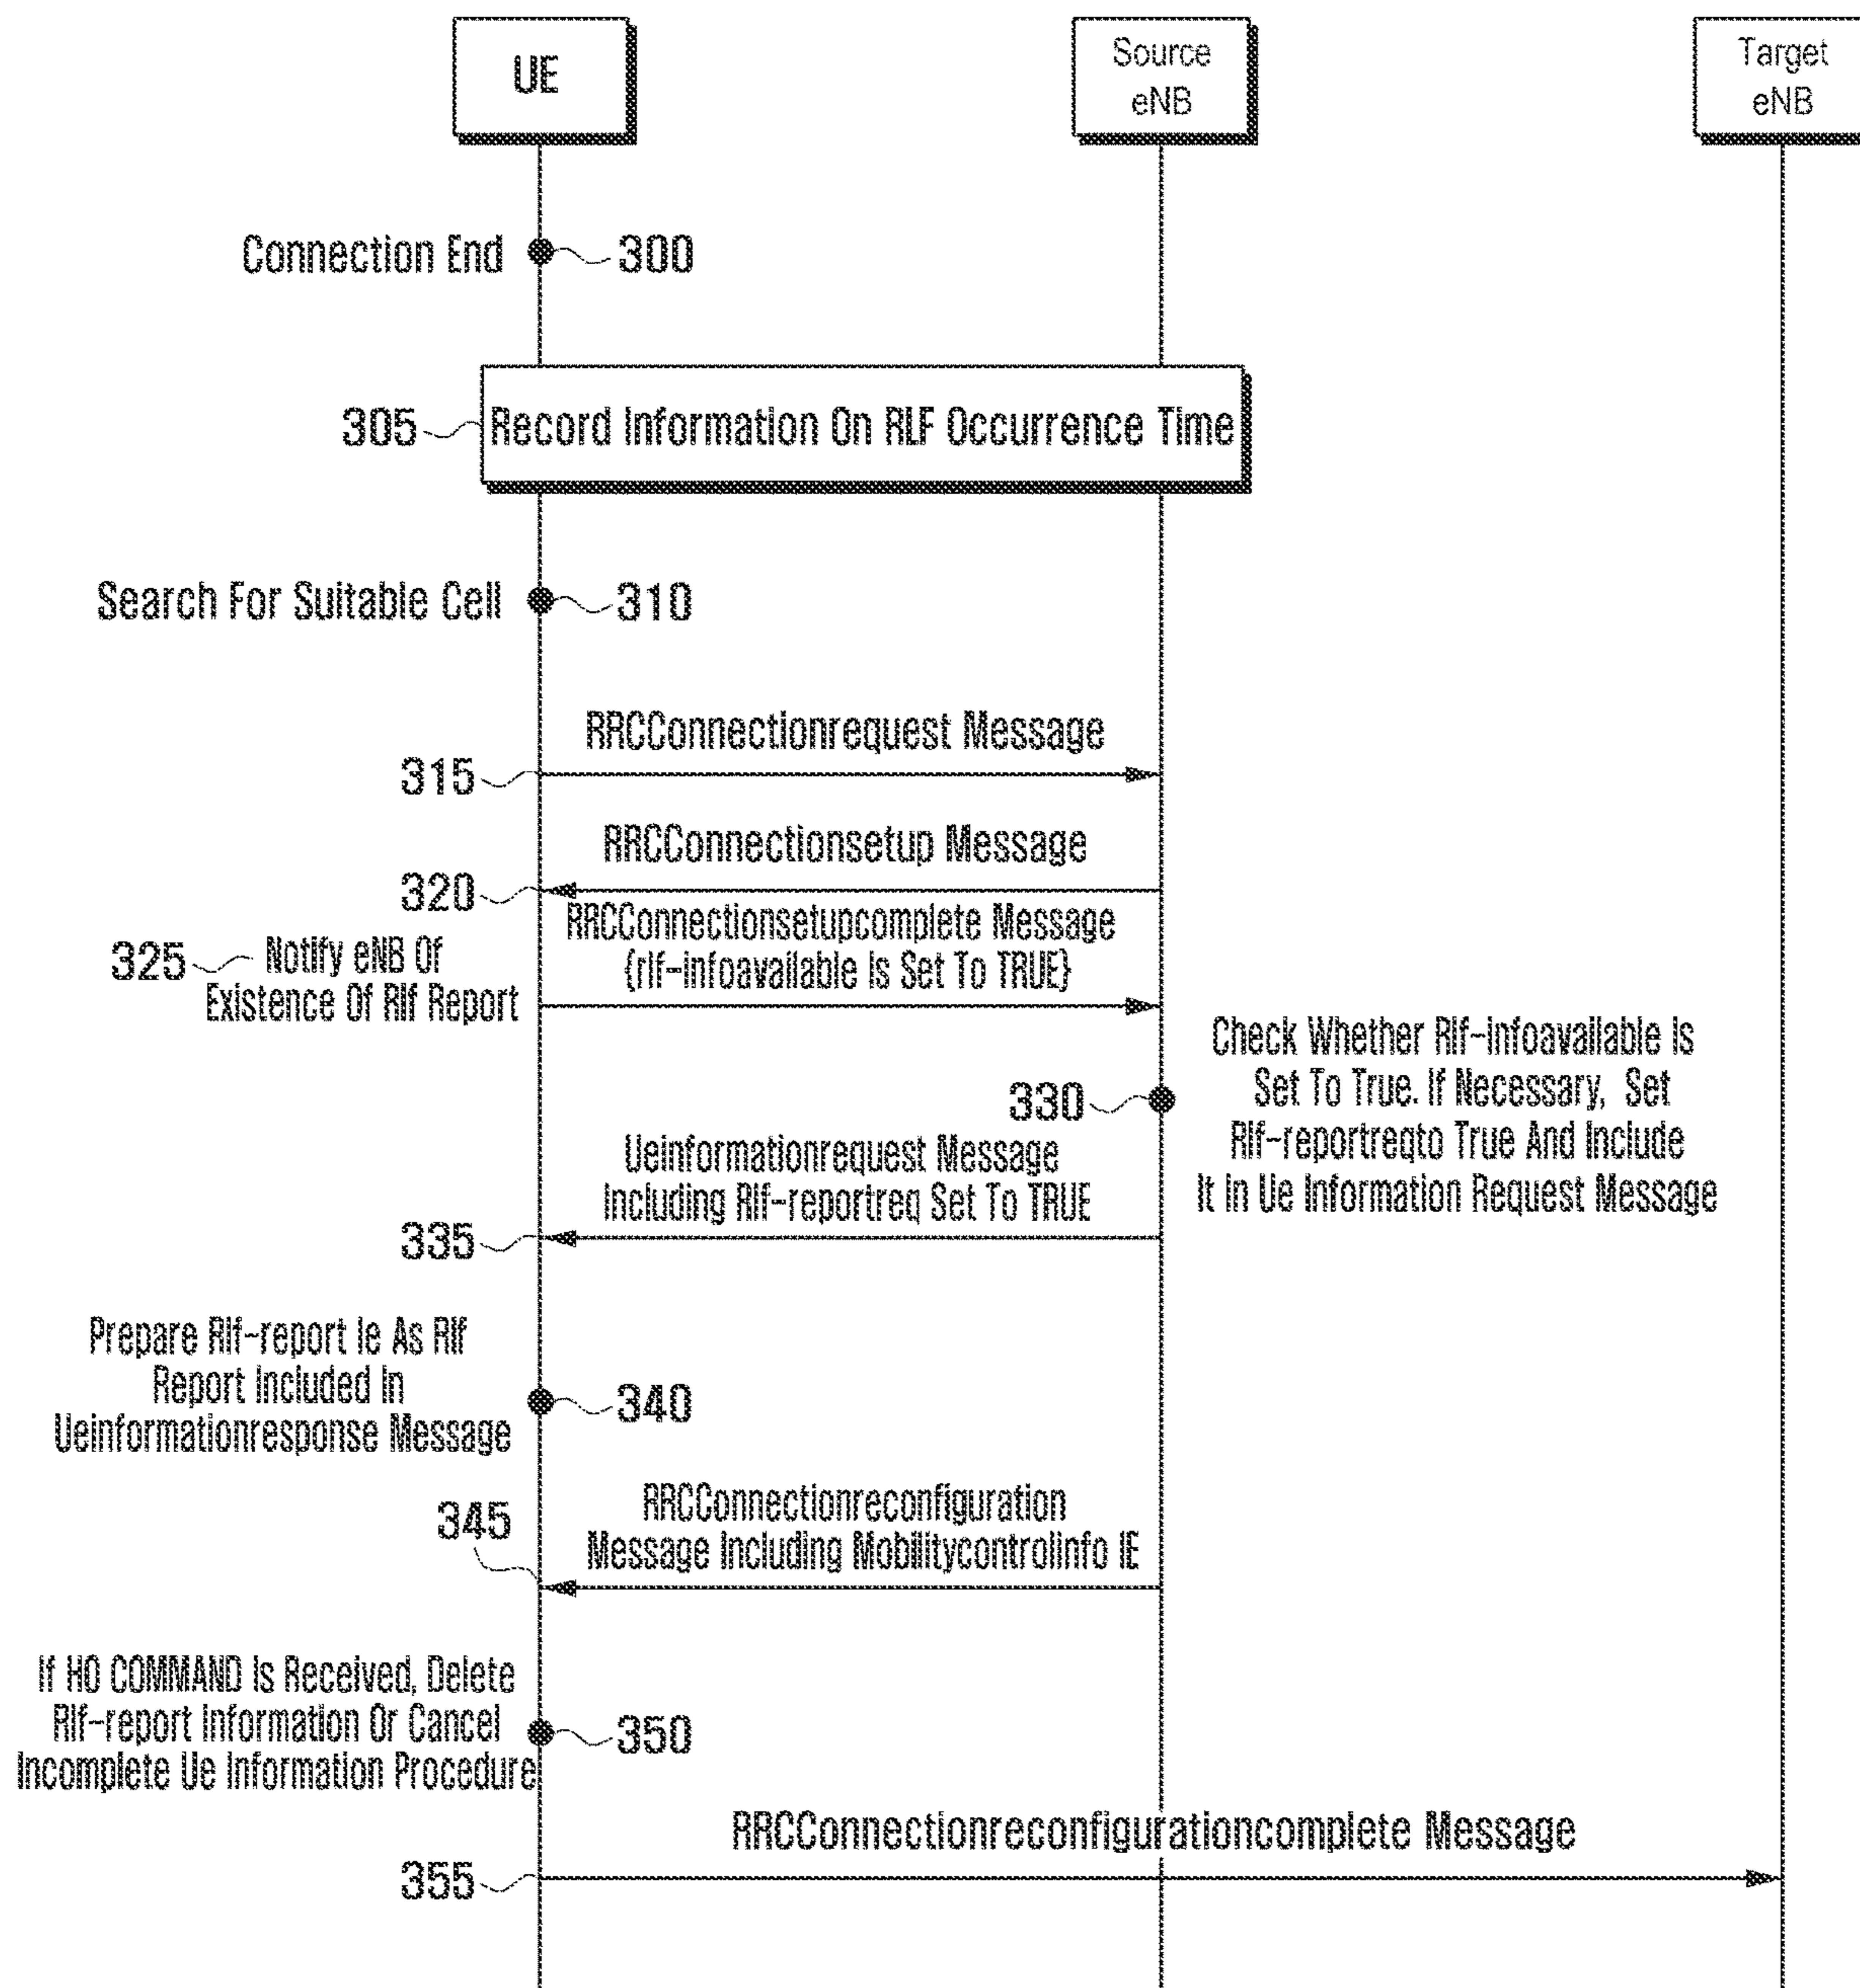 UE
Source
eNB
Target
eNB
Connection End
300
305
Record Information On RLF Occurrence Time
Search For Suitable Cell
310
RRCConnectionrequest Message
315
RRCConnectionsetup Message
320
RRCConnectionsetupcomplete Message
{rlf-infoavailable Is Set To TRUE}
325
Notify eNB Of
Existence Of Rlf Report
Check Whether Rlf-infoavailable Is
Set To True. If Necessary, Set
Rlf-reportreqto True And Include
It In Ue Information Request Message
330
Ueinformationrequest Message
Including Rlf-reportreq Set To TRUE
335
Prepare Rlf-report Ie As Rlf
Report Included In
Ueinformationresponse Message
340
RRCConnectionreconfiguration
Message Including Mobilitycontrolinfo IE
345
If HO COMMAND Is Received, Delete
Rlf-report Information Or Cancel
Incomplete Ue Information Procedure
350
RRCConnectionreconfigurationcomplete Message
355